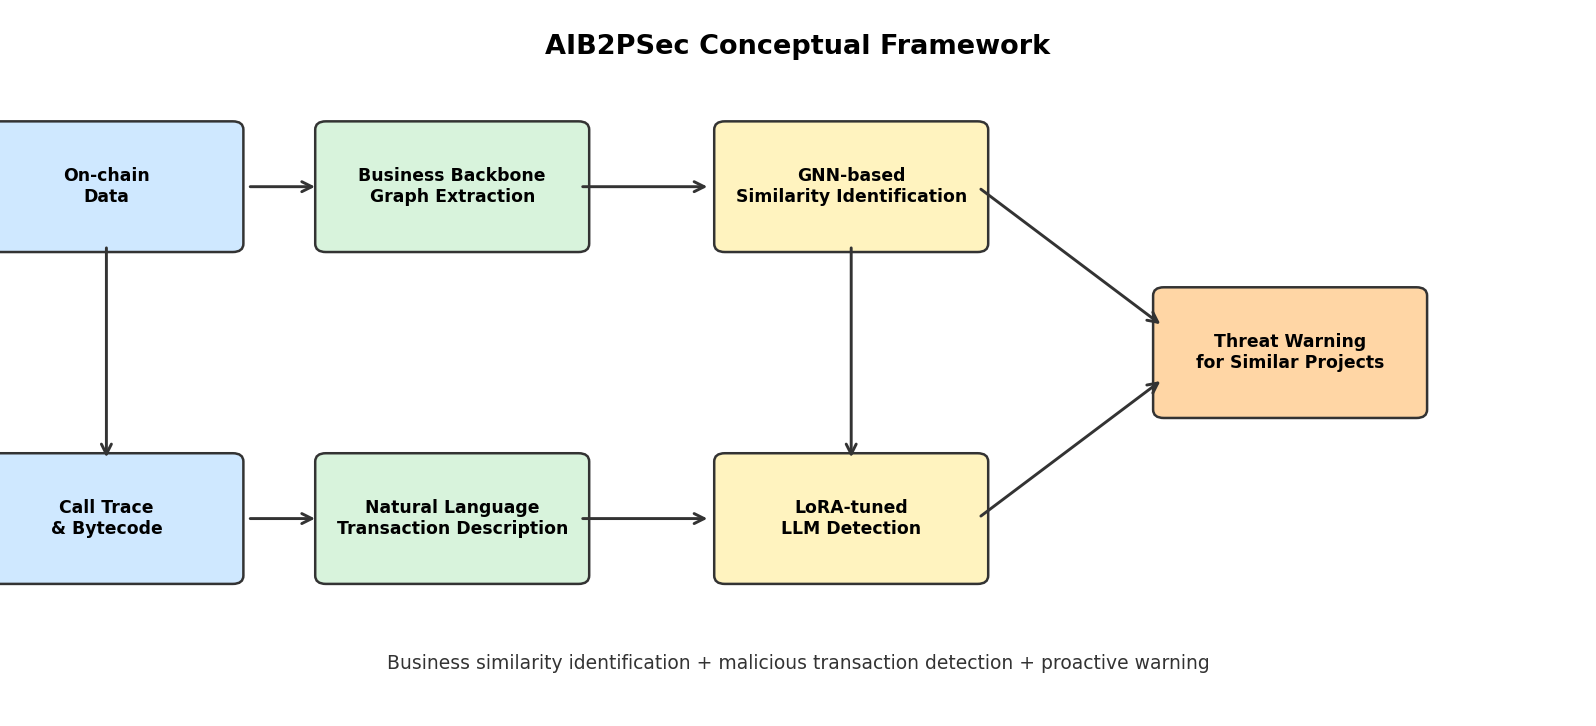 AIB2PSec Conceptual Framework
On-chain
Data
Business Backbone
Graph Extraction
GNN-based
Similarity Identification
Threat Warning
for Similar Projects
Call Trace
& Bytecode
Natural Language
Transaction Description
LoRA-tuned
LLM Detection
Business similarity identification + malicious transaction detection + proactive warning